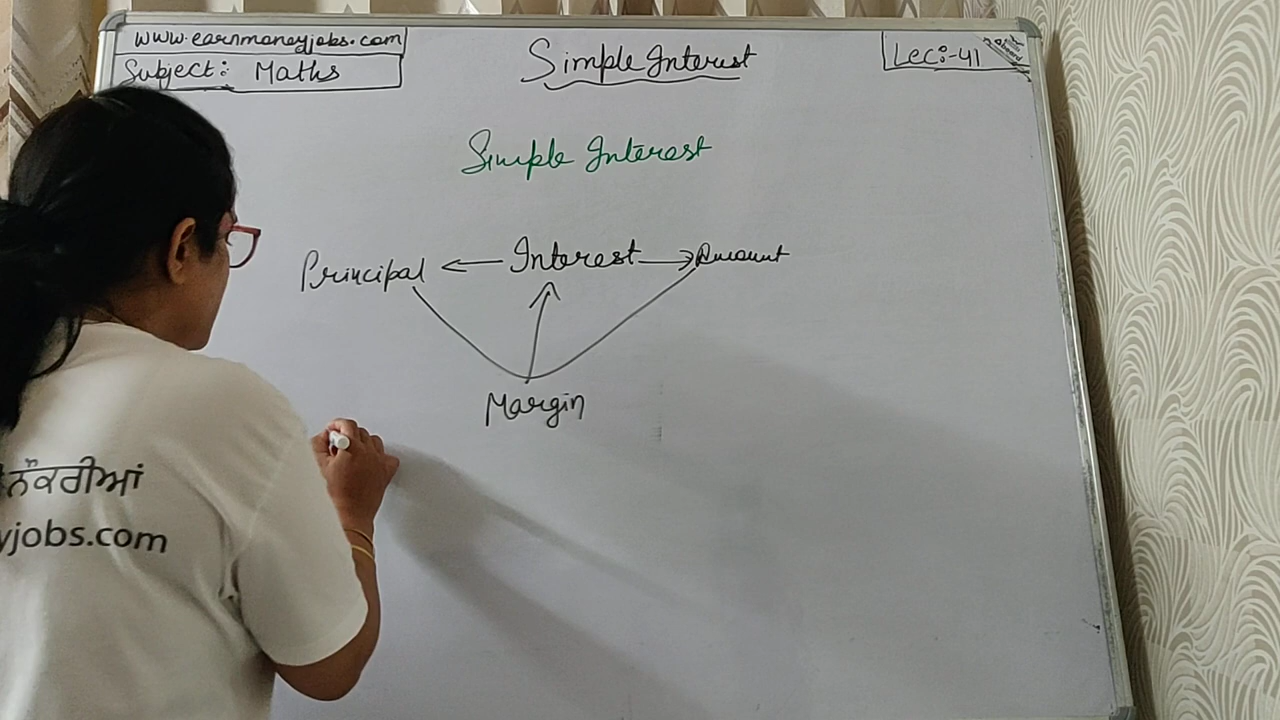 www.earnmoneyjobs.com
Subject: Maths
Simple Interest
Lec:-41
Simple Interest
Principal ← Interest → Amount
Margin
ਨੌਕਰੀਆਂ
yjobs.com